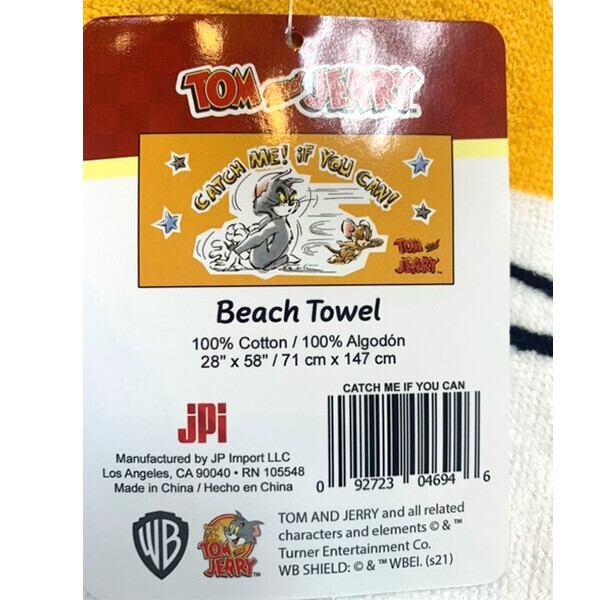 TOM and JERRY™
CATCH ME! iF YOU CAN!
TOM and
JERRY™
Beach Towel
100% Cotton / 100% Algodón
28" x 58" / 71 cm x 147 cm
CATCH ME IF YOU CAN
jpi
Manufactured by JP Import LLC
Los Angeles, CA 90040 • RN 105548
Made in China / Hecho en China
0 92723 04694 6
WB
TOM and
JERRY™
TOM AND JERRY and all related
characters and elements © & ™
Turner Entertainment Co.
WB SHIELD: © & ™ WBEI. (s21)